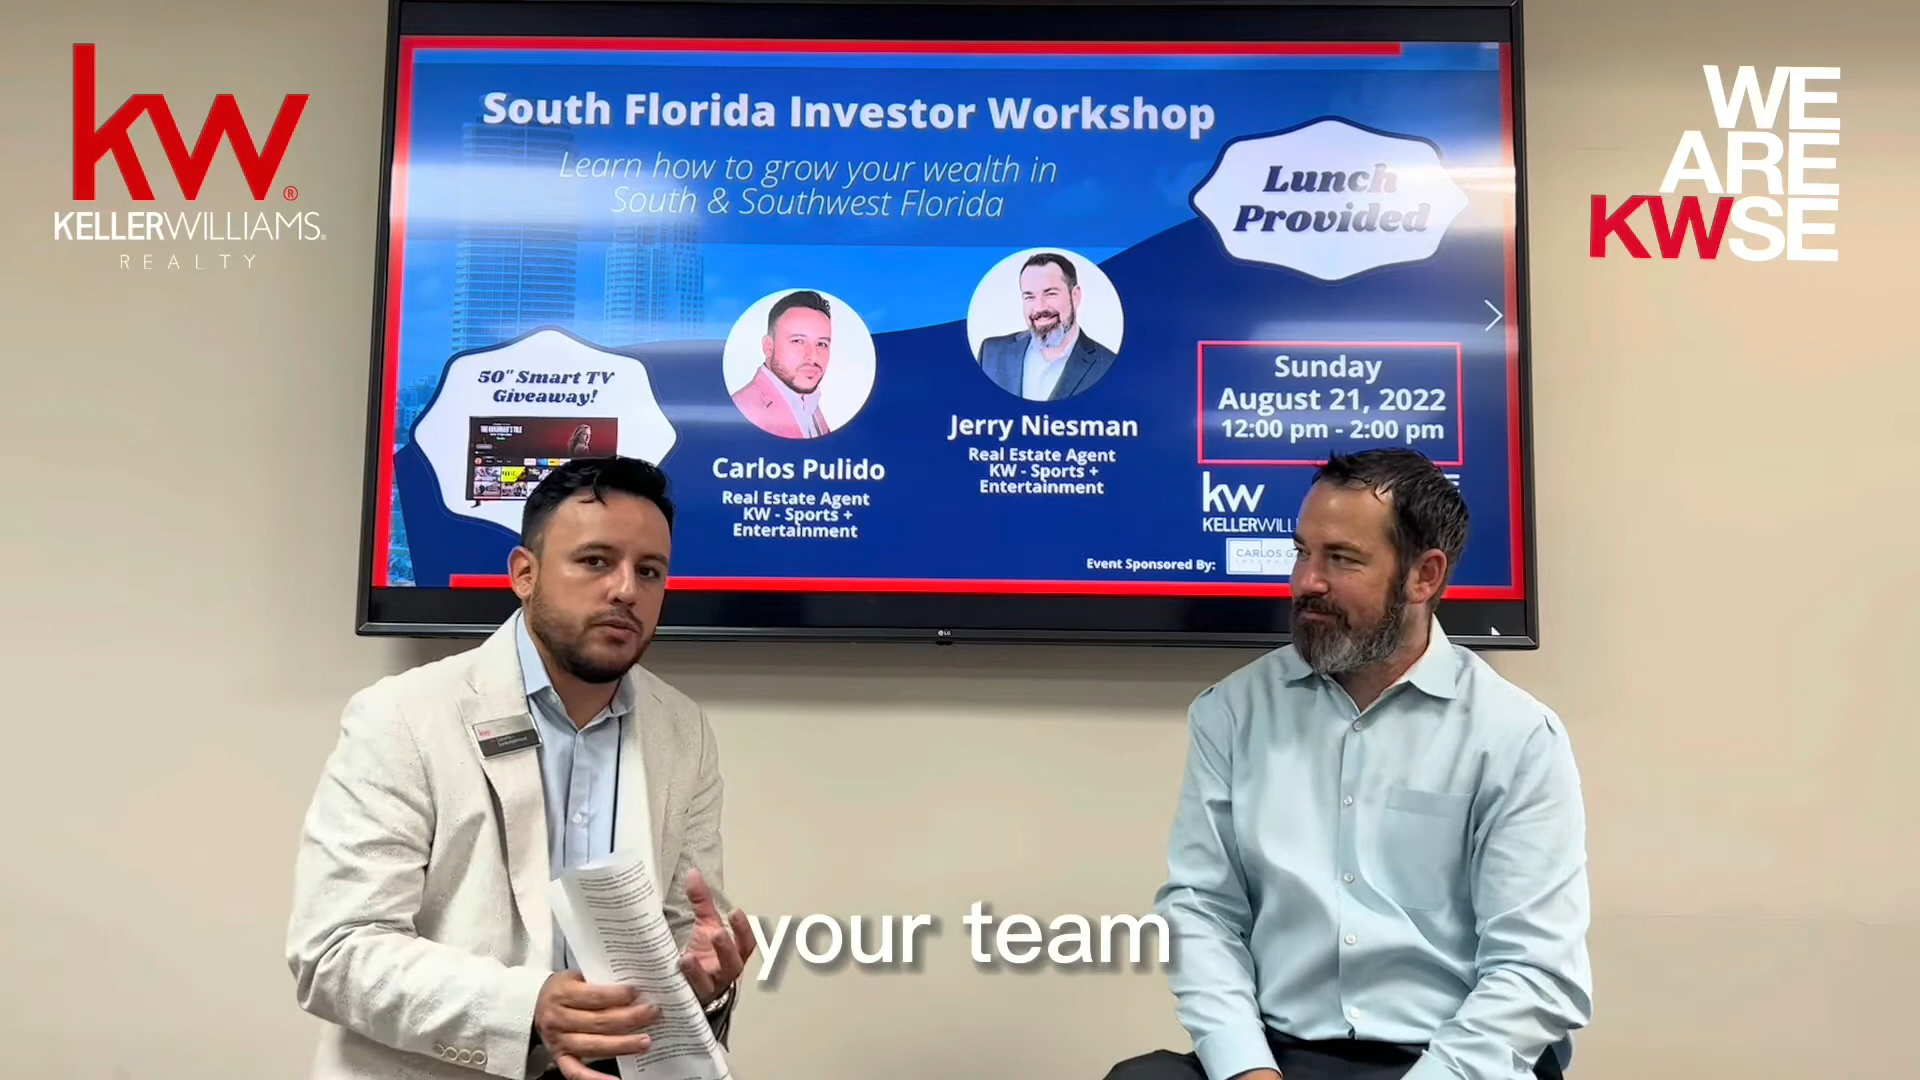 kw
KELLERWILLIAMS.
REALTY
WE
ARE
KWSE
South Florida Investor Workshop
Learn how to grow your wealth in
South & Southwest Florida
Lunch
Provided
50" Smart TV
Giveaway!
Carlos Pulido
Real Estate Agent
KW - Sports +
Entertainment
Jerry Niesman
Real Estate Agent
KW - Sports +
Entertainment
Sunday
August 21, 2022
12:00 pm - 2:00 pm
kw
Event Sponsored By:
CARLOS
LG
kw
your team